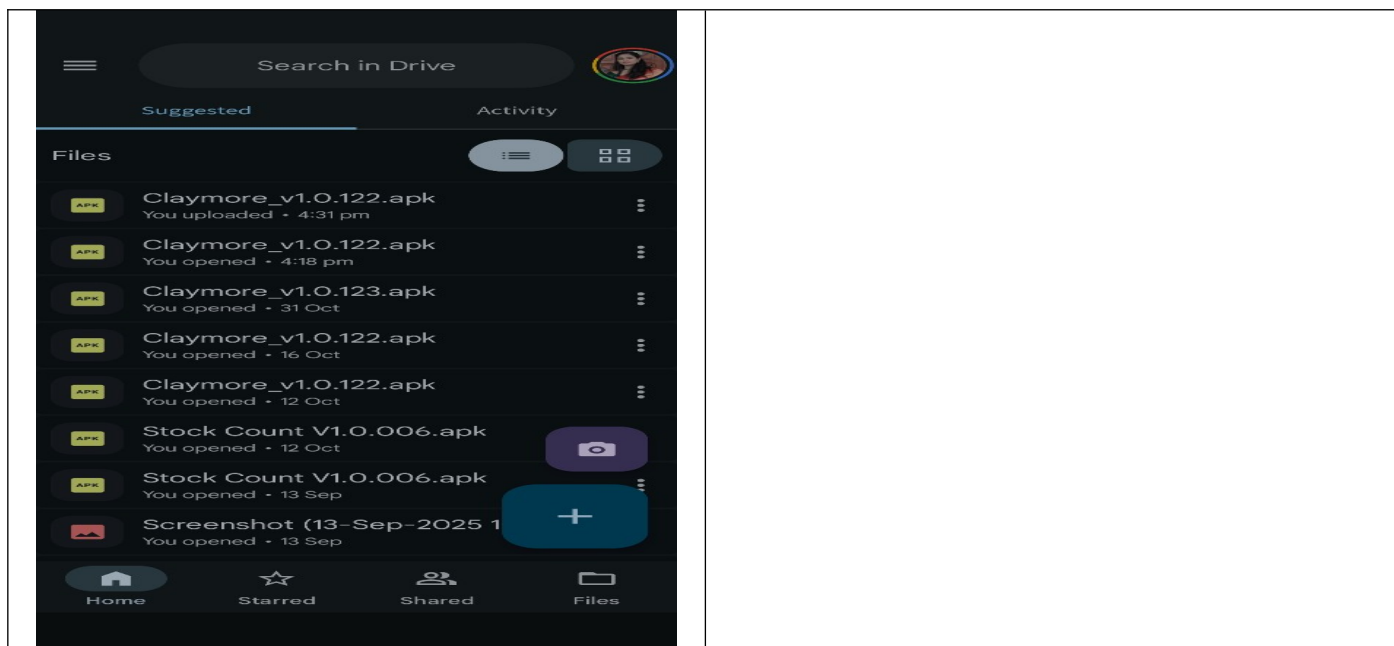 Search in Drive
Suggested
Activity
Files
APK
Claymore_v1.0.122.apk
You uploaded • 4:31 pm
APK
Claymore_v1.0.122.apk
You opened • 4:18 pm
APK
Claymore_v1.0.123.apk
You opened • 31 Oct
APK
Claymore_v1.0.122.apk
You opened • 16 Oct
APK
Claymore_v1.0.122.apk
You opened • 12 Oct
APK
Stock Count V1.0.006.apk
You opened • 12 Oct
APK
Stock Count V1.0.006.apk
You opened • 13 Sep
Screenshot (13-Sep-2025 1
You opened • 13 Sep
Home
Starred
Shared
Files